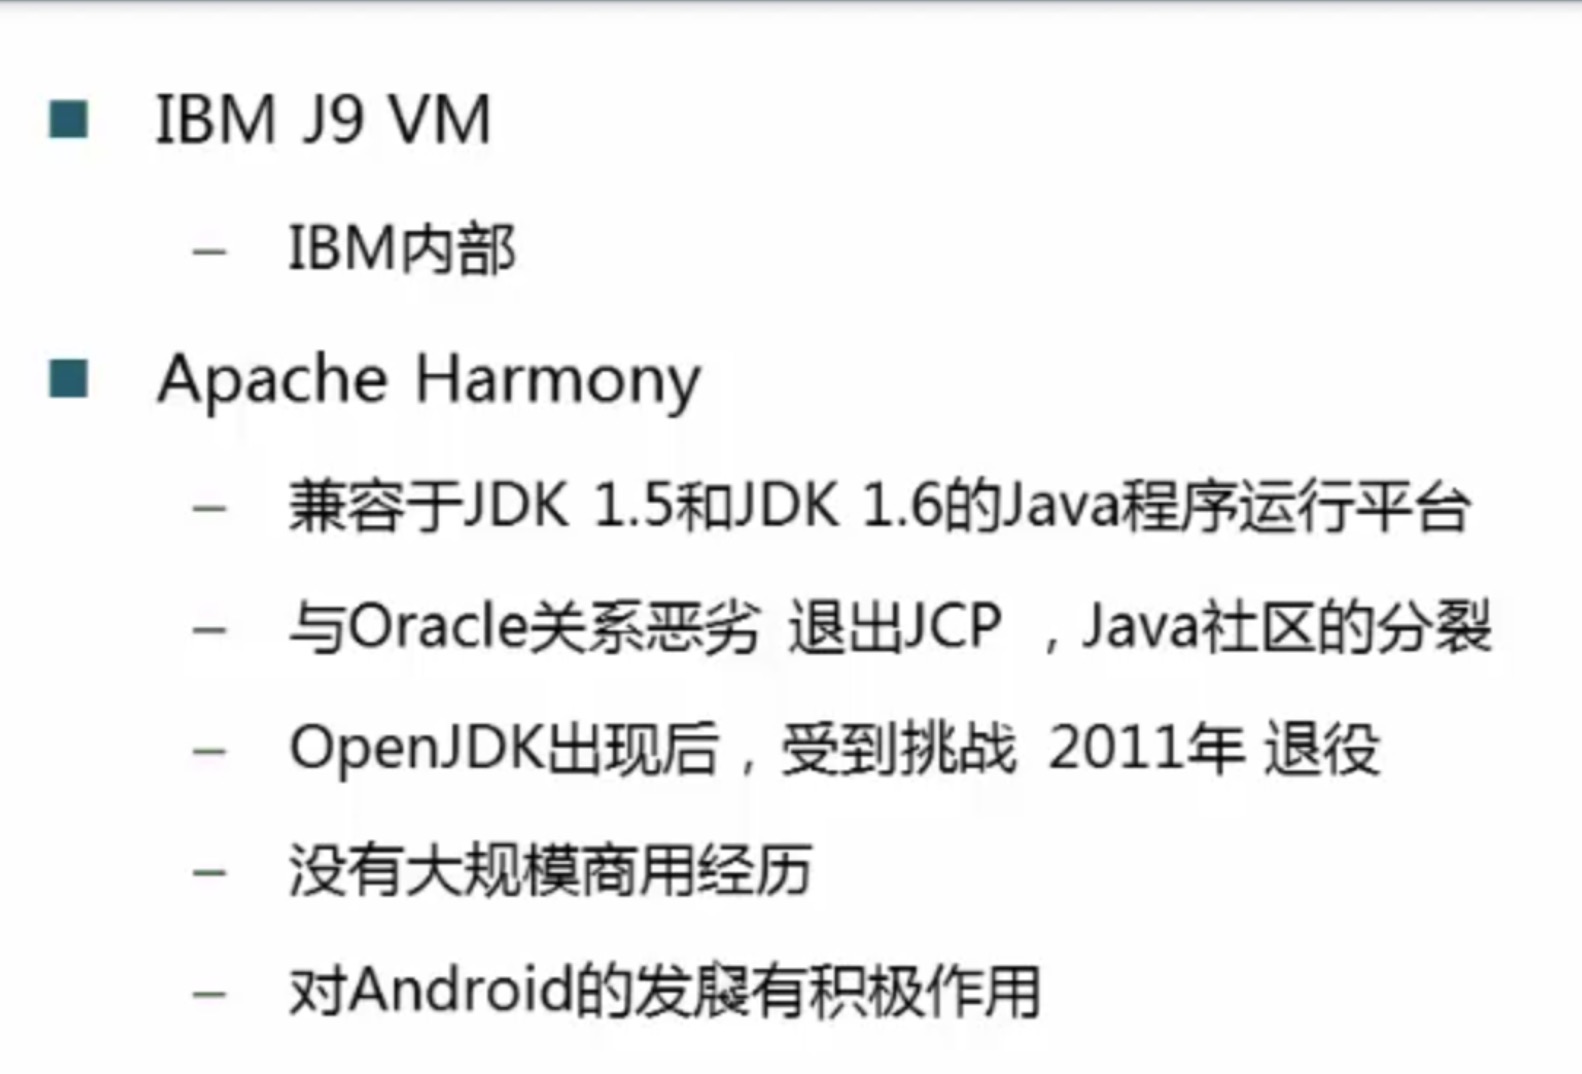 ■ IBM J9 VM
– IBM内部
■ Apache Harmony
– 兼容于JDK 1.5和JDK 1.6的Java程序运行平台
– 与Oracle关系恶劣 退出JCP ，Java社区的分裂
– OpenJDK出现后，受到挑战 2011年 退役
– 没有大规模商用经历
– 对Android的发展有积极作用